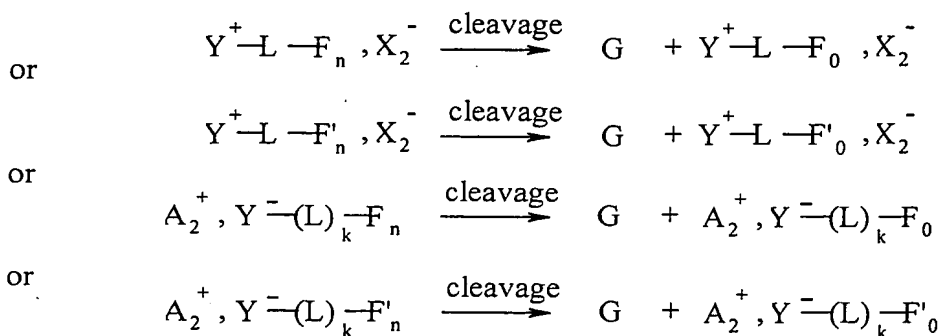 Y⁺—L—Fₙ , X₂⁻ cleavage → G + Y⁺—L—F₀ , X₂⁻
or
Y⁺—L—F'ₙ , X₂⁻ cleavage → G + Y⁺—L—F'₀ , X₂⁻
or
A₂⁺ , Y⁻—(L)ₖ—Fₙ cleavage → G + A₂⁺ , Y⁻—(L)ₖ—F₀
or
A₂⁺ , Y⁻—(L)ₖ—F'ₙ cleavage → G + A₂⁺ , Y⁻—(L)ₖ—F'₀